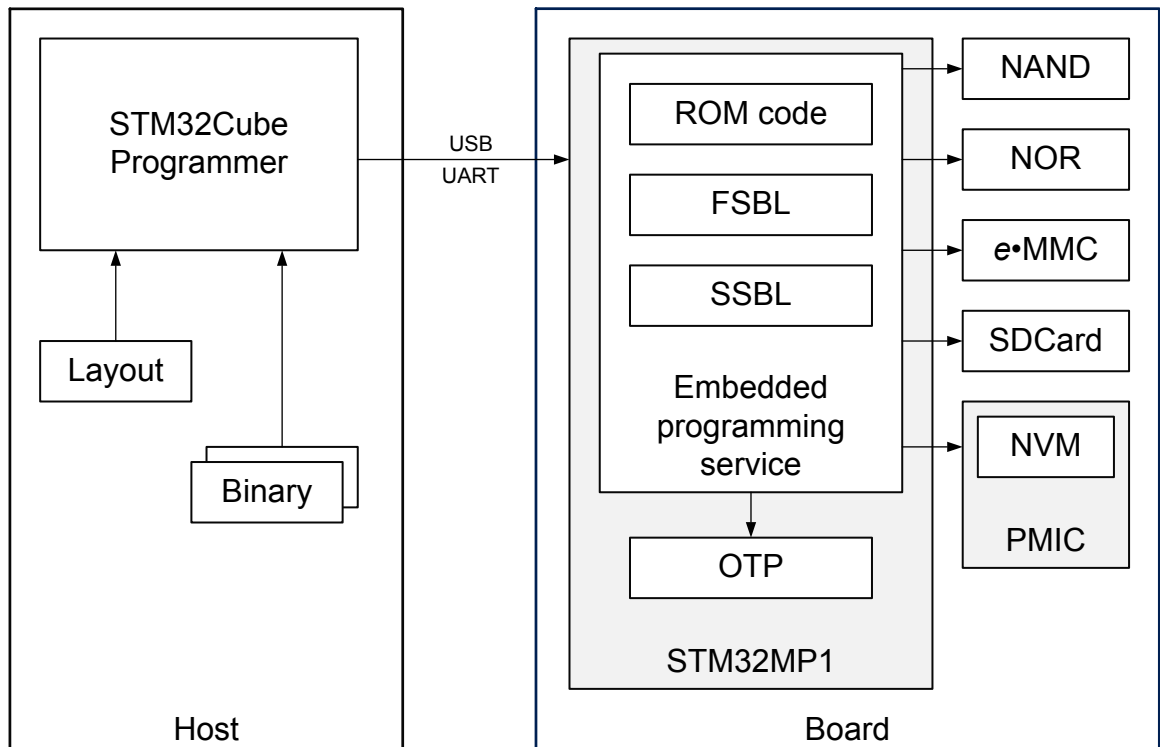 STM32Cube
Programmer
Layout
Binary
Host
USB
UART
ROM code
FSBL
SSBL
Embedded
programming
service
OTP
STM32MP1
NAND
NOR
e•MMC
SDCard
NVM
PMIC
Board